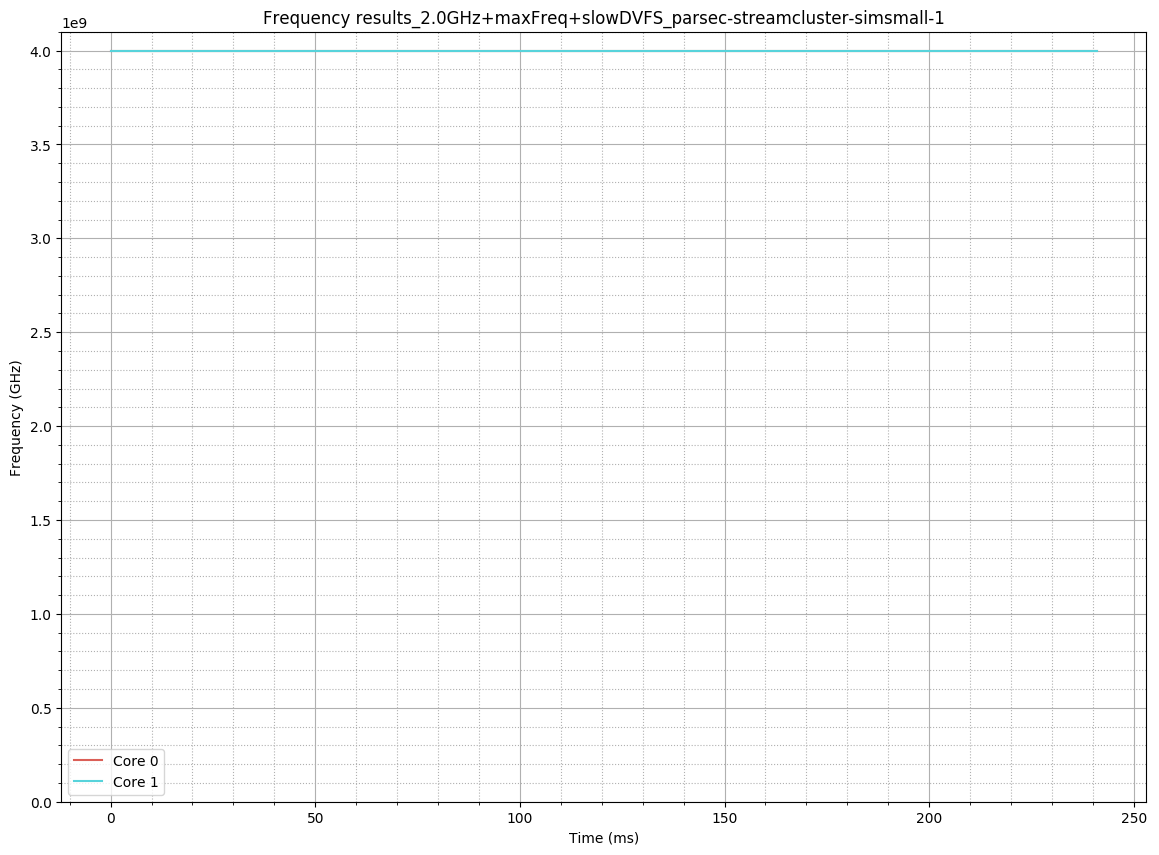 Frequency results_2.0GHz+maxFreq+slowDVFS_parsec-streamcluster-simsmall-1
1e9
4.0
3.5
3.0
2.5
2.0
1.5
1.0
0.5
0.0
Frequency (GHz)
Core 0
Core 1
0 50 100 150 200 250
Time (ms)